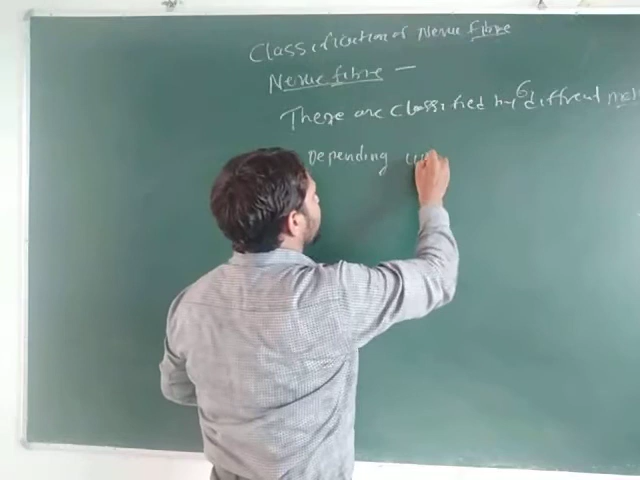 Classification of Nerve fibre
Nerve fibre —
These are classified by 6 different
Depending